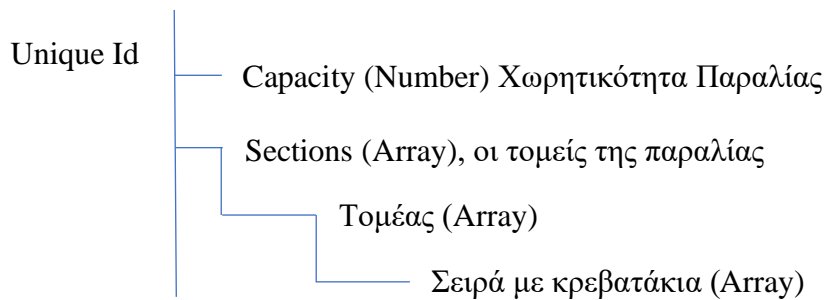 Unique Id
Capacity (Number) Χωρητικότητα Παραλίας
Sections (Array), οι τομείς της παραλίας
Τομέας (Array)
Σειρά με κρεβατάκια (Array)